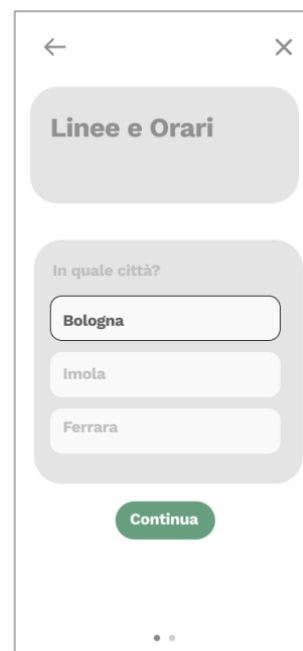 Linee e Orari
In quale città?
Bologna
Imola
Ferrara
Continua